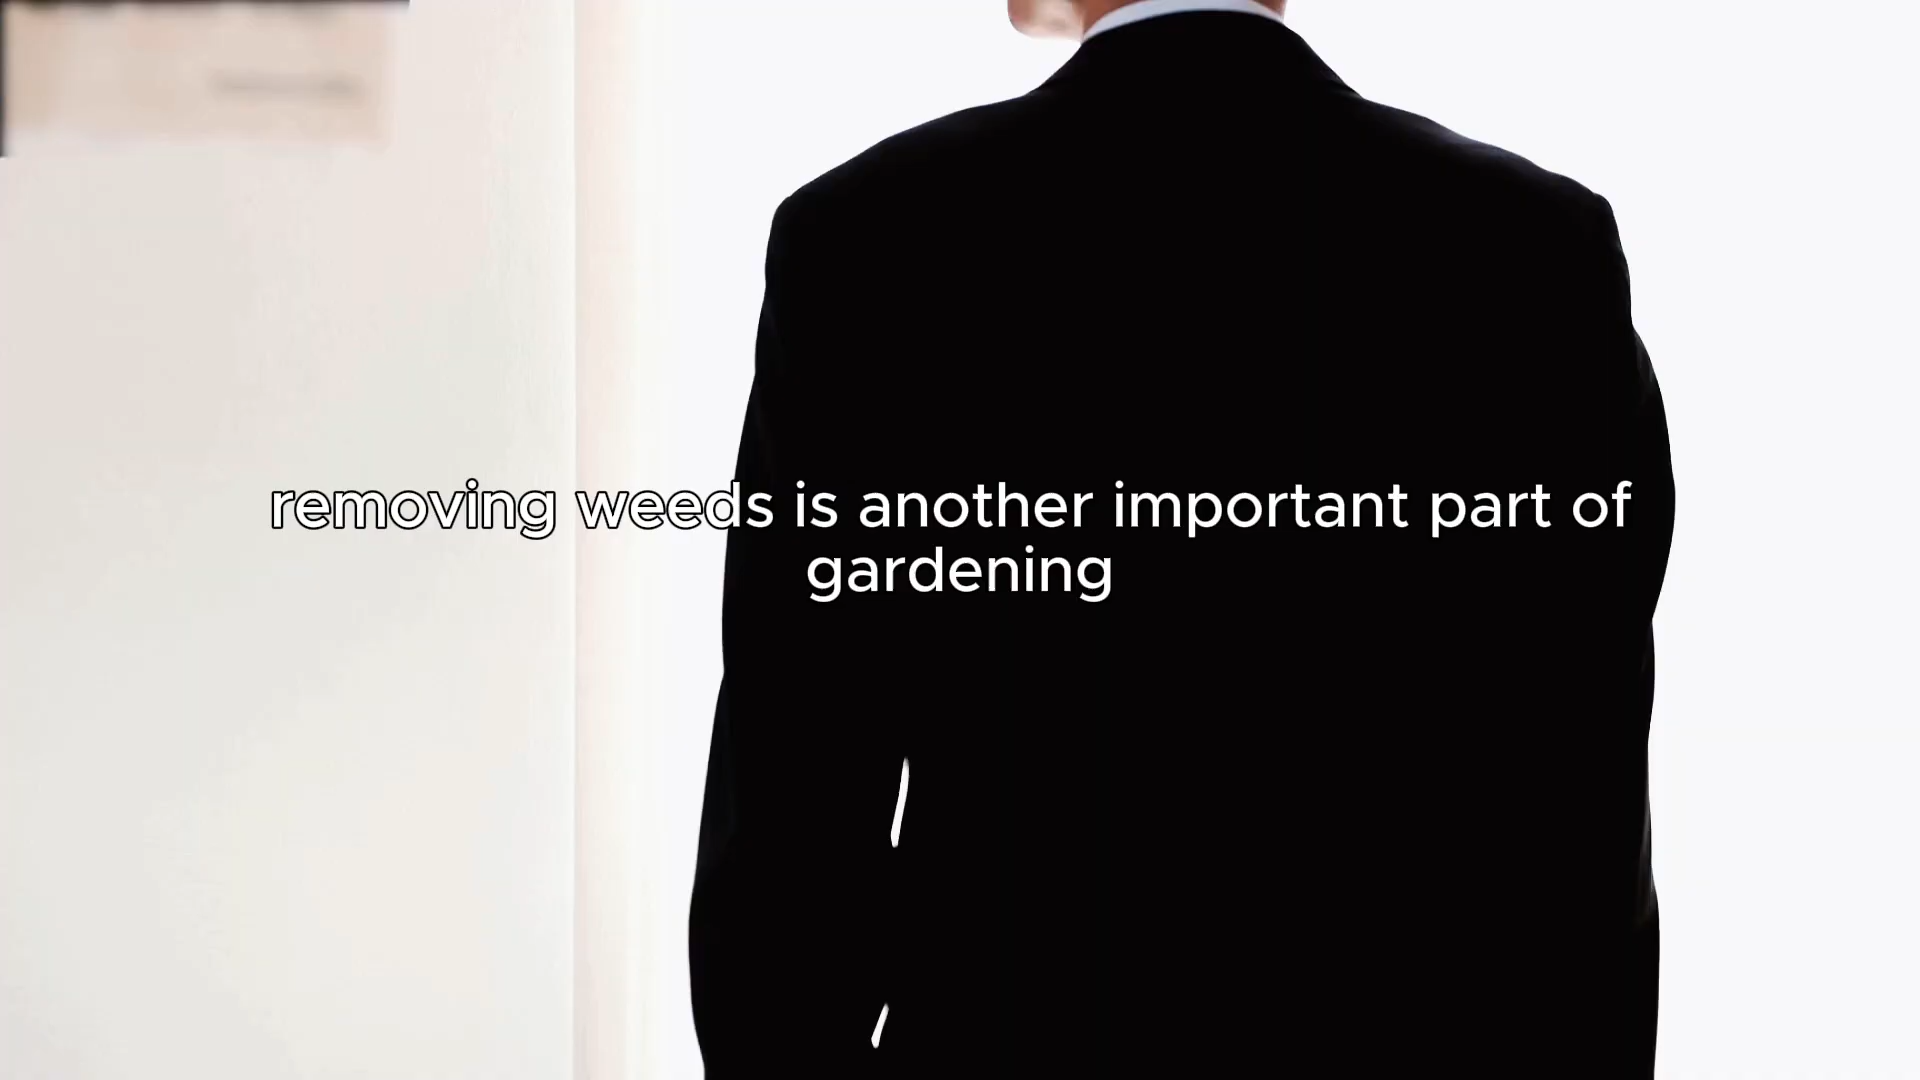 removing weeds is another important part of
gardening